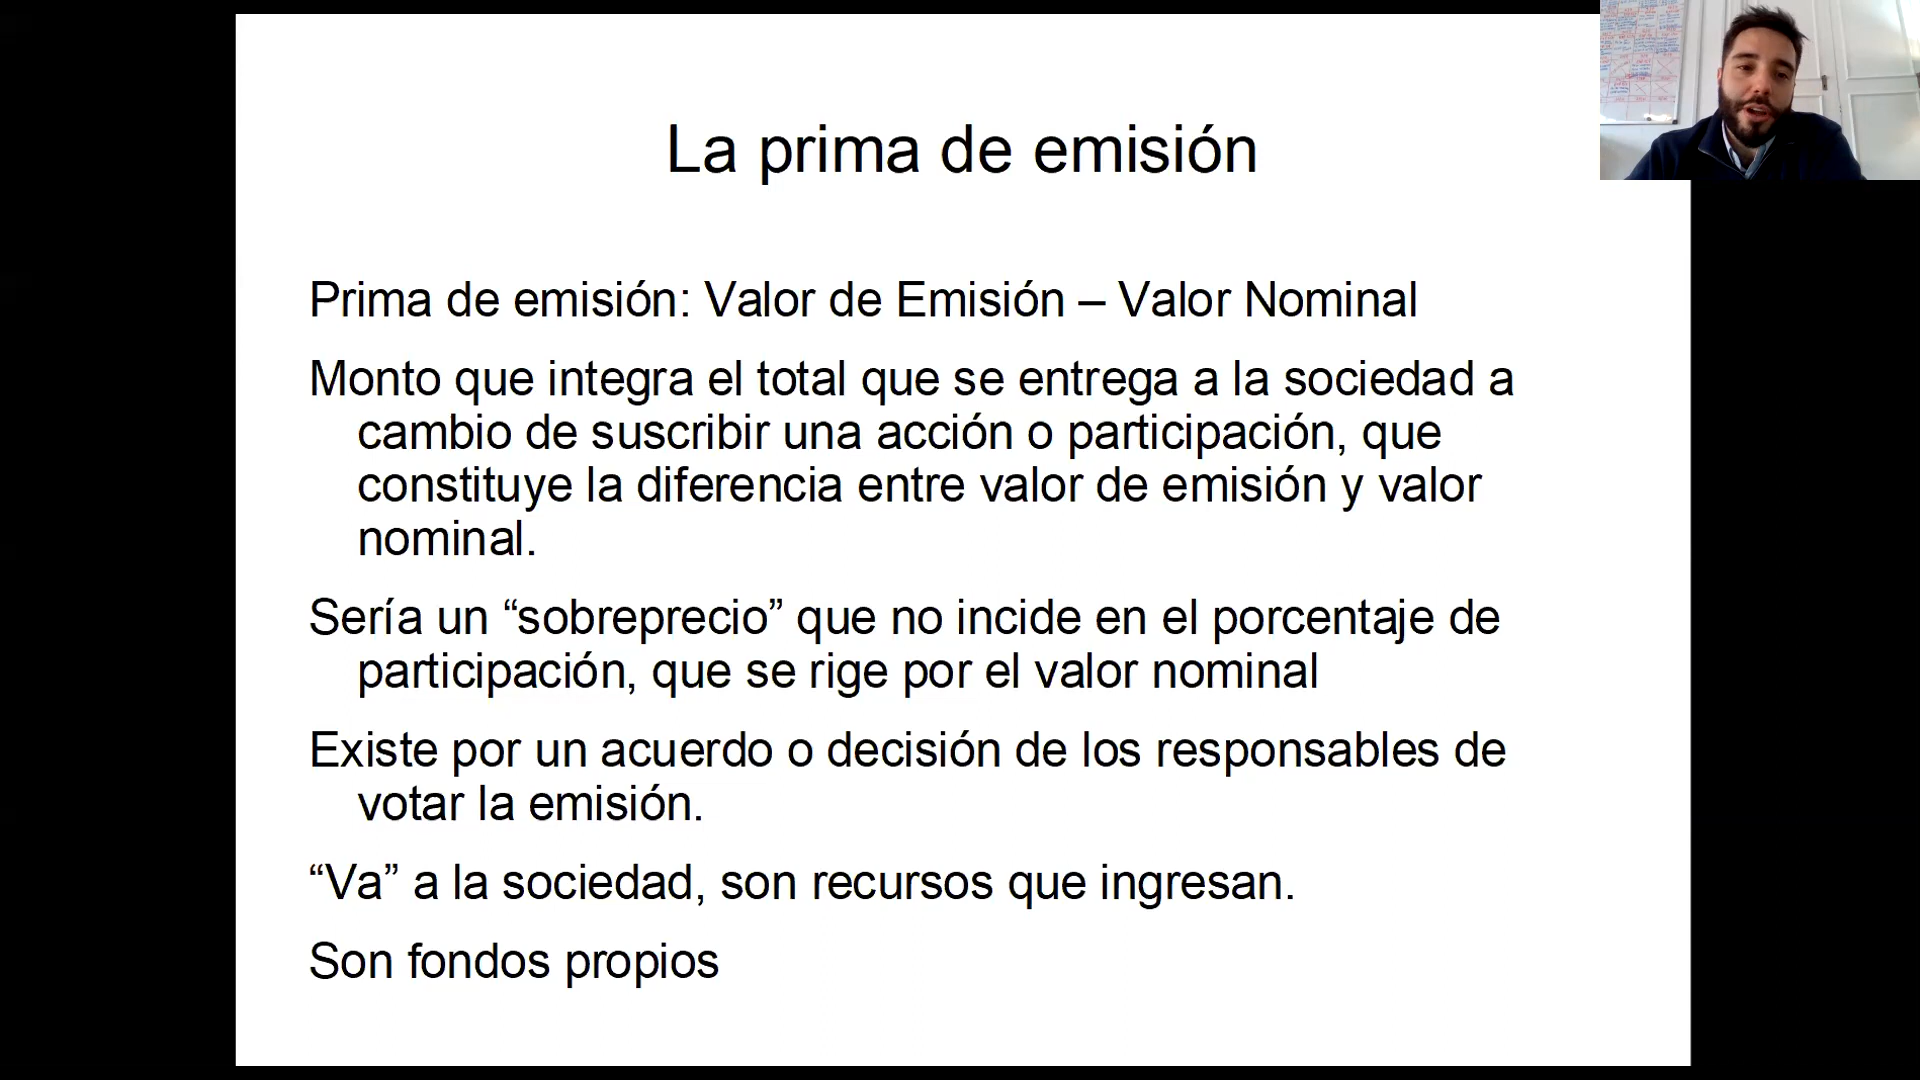 La prima de emisión
Prima de emisión: Valor de Emisión – Valor Nominal
Monto que integra el total que se entrega a la sociedad a
cambio de suscribir una acción o participación, que
constituye la diferencia entre valor de emisión y valor
nominal.
Sería un “sobreprecio” que no incide en el porcentaje de
participación, que se rige por el valor nominal
Existe por un acuerdo o decisión de los responsables de
votar la emisión.
“Va” a la sociedad, son recursos que ingresan.
Son fondos propios